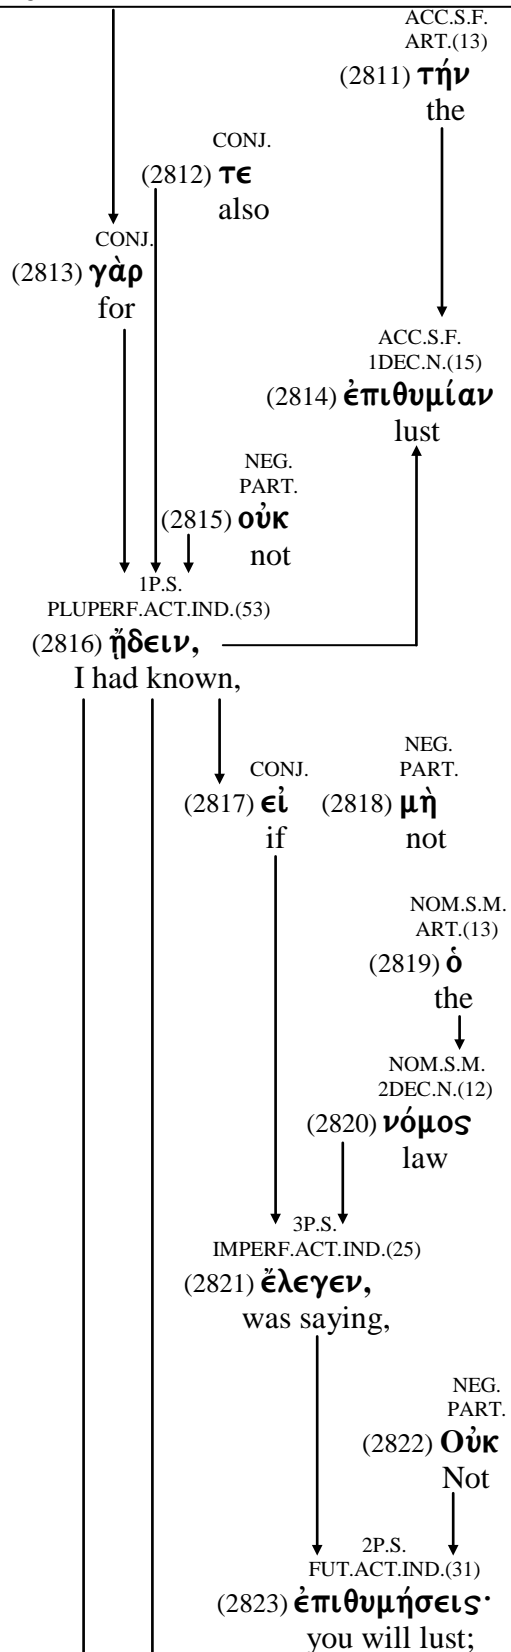 ACC.S.F.
ART.(13)
(2811) τήν
the
CONJ.
(2812) τε
also
CONJ.
(2813) γὰρ
for
ACC.S.F.
1DEC.N.(15)
(2814) ἐπιθυμίαν
lust
NEG.
PART.
(2815) οὐκ
not
1P.S.
PLUPERF.ACT.IND.(53)
(2816) ᾔδειν,
I had known,
CONJ.
(2817) εἰ
if
NEG.
PART.
(2818) μὴ
not
NOM.S.M.
ART.(13)
(2819) ὁ
the
NOM.S.M.
2DEC.N.(12)
(2820) νόμος
law
3P.S.
IMPERF.ACT.IND.(25)
(2821) ἔλεγεν,
was saying,
NEG.
PART.
(2822) Οὐκ
Not
2P.S.
FUT.ACT.IND.(31)
(2823) ἐπιθυμήσεις·
you will lust;